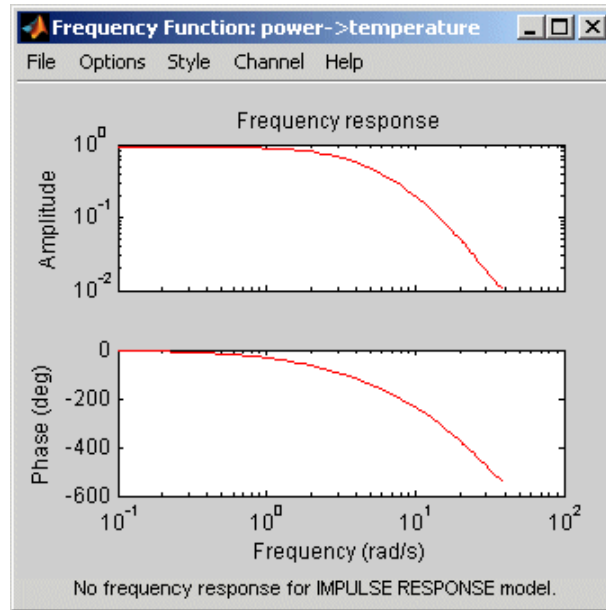 Frequency Function: power->temperature
File Options Style Channel Help
Frequency response
Amplitude
10^0
10^-1
10^-2
Phase (deg)
0
-200
-400
-600
10^-1 10^0 10^1 10^2
Frequency (rad/s)
No frequency response for IMPULSE RESPONSE model.